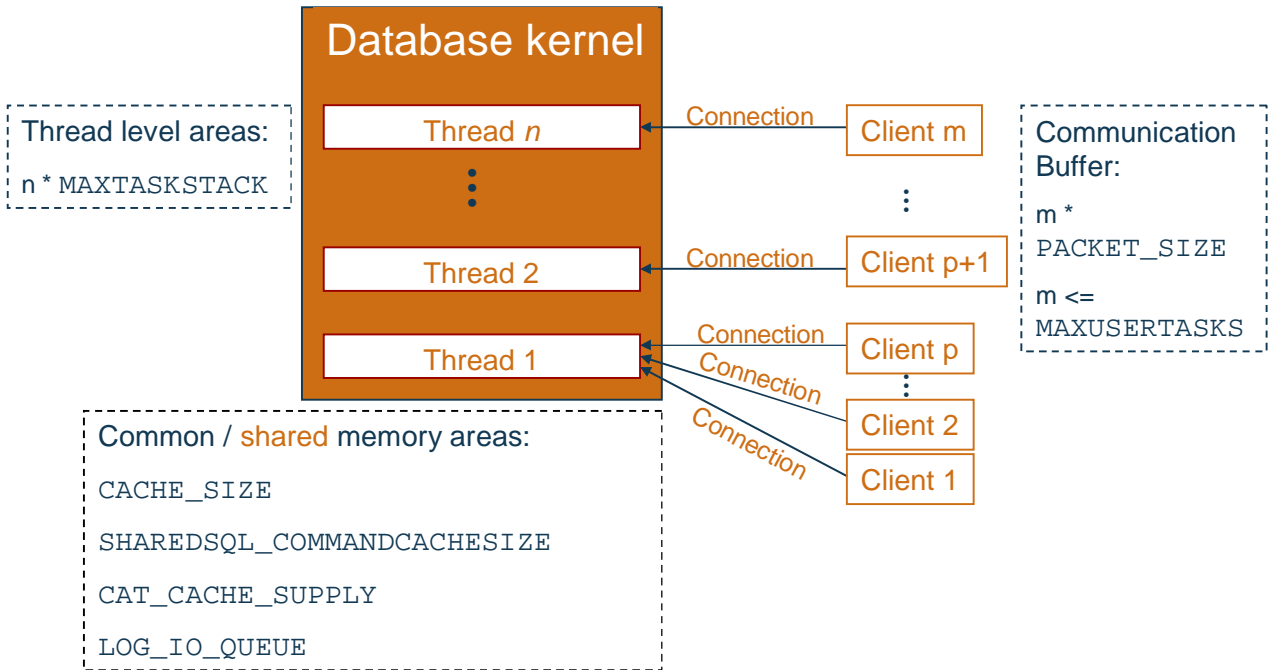 Database kernel
Thread level areas:
n * MAXTASKSTACK
Thread n
Connection
Client m
Communication
Buffer:
m *
PACKET_SIZE
m <=
MAXUSERTASKS
Thread 2
Connection
Client p+1
Thread 1
Connection
Client p
Connection
Client 2
Connection
Client 1
Common / shared memory areas:
CACHE_SIZE
SHAREDSQL_COMMANDCACHESIZE
CAT_CACHE_SUPPLY
LOG_IO_QUEUE